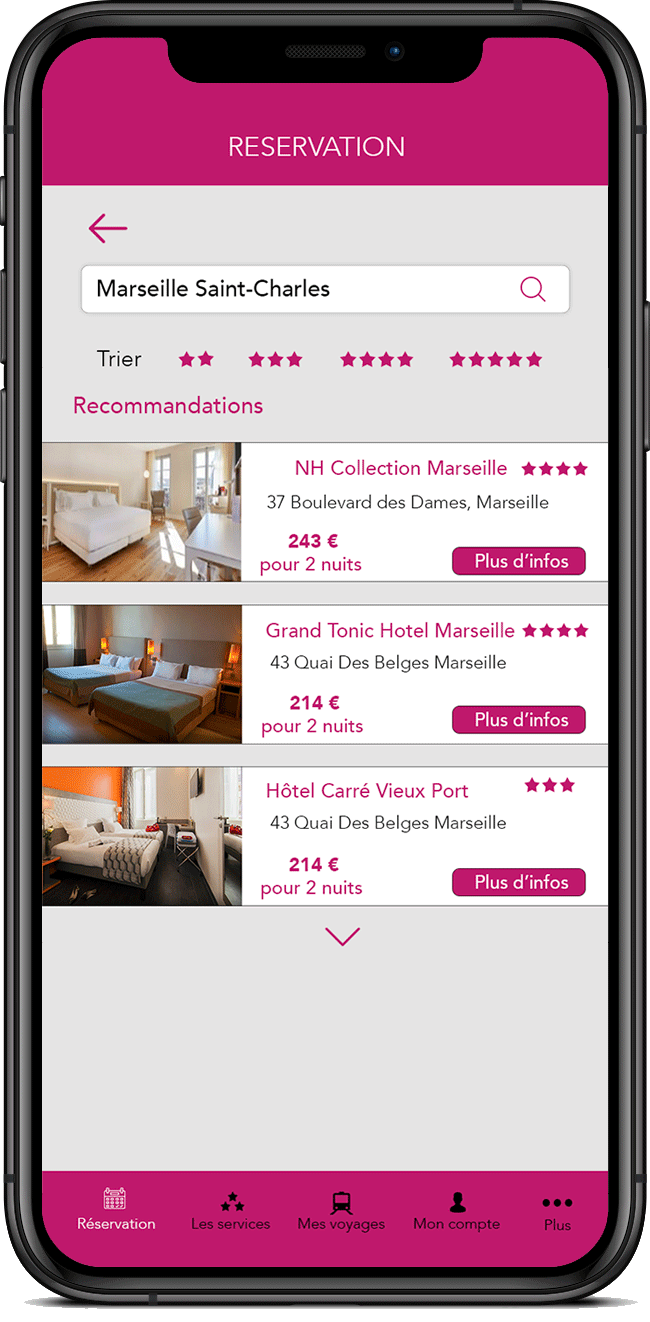 RESERVATION
Marseille Saint-Charles
Trier
Recommandations
NH Collection Marseille
37 Boulevard des Dames, Marseille
243 €
pour 2 nuits
Plus d’infos
Grand Tonic Hotel Marseille
43 Quai Des Belges Marseille
214 €
pour 2 nuits
Plus d’infos
Hôtel Carré Vieux Port
43 Quai Des Belges Marseille
214 €
pour 2 nuits
Plus d’infos
Réservation Les services Mes voyages Mon compte Plus